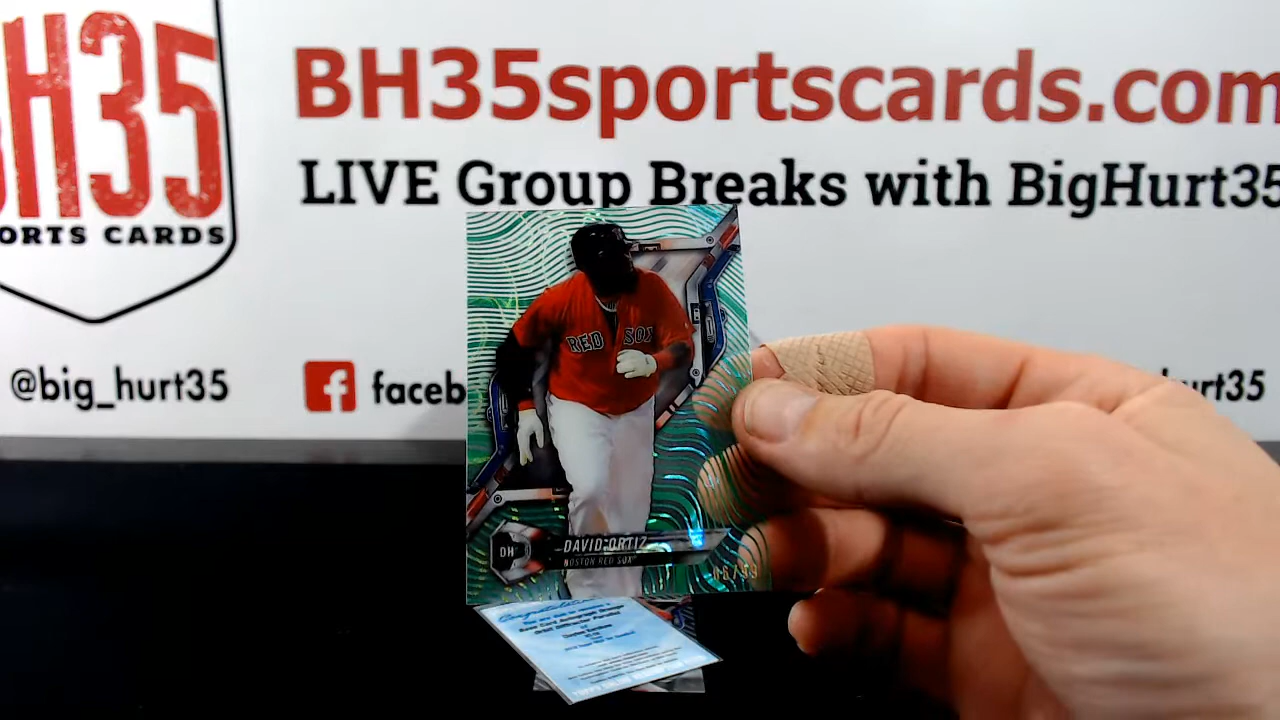 BH35
ORTS CARDS
BH35sportscards.com
LIVE Group Breaks with BigHurt35
@big_hurt35
f
faceb
urt35
RED SOX
DH
DAVID ORTIZ
BOSTON RED SOX